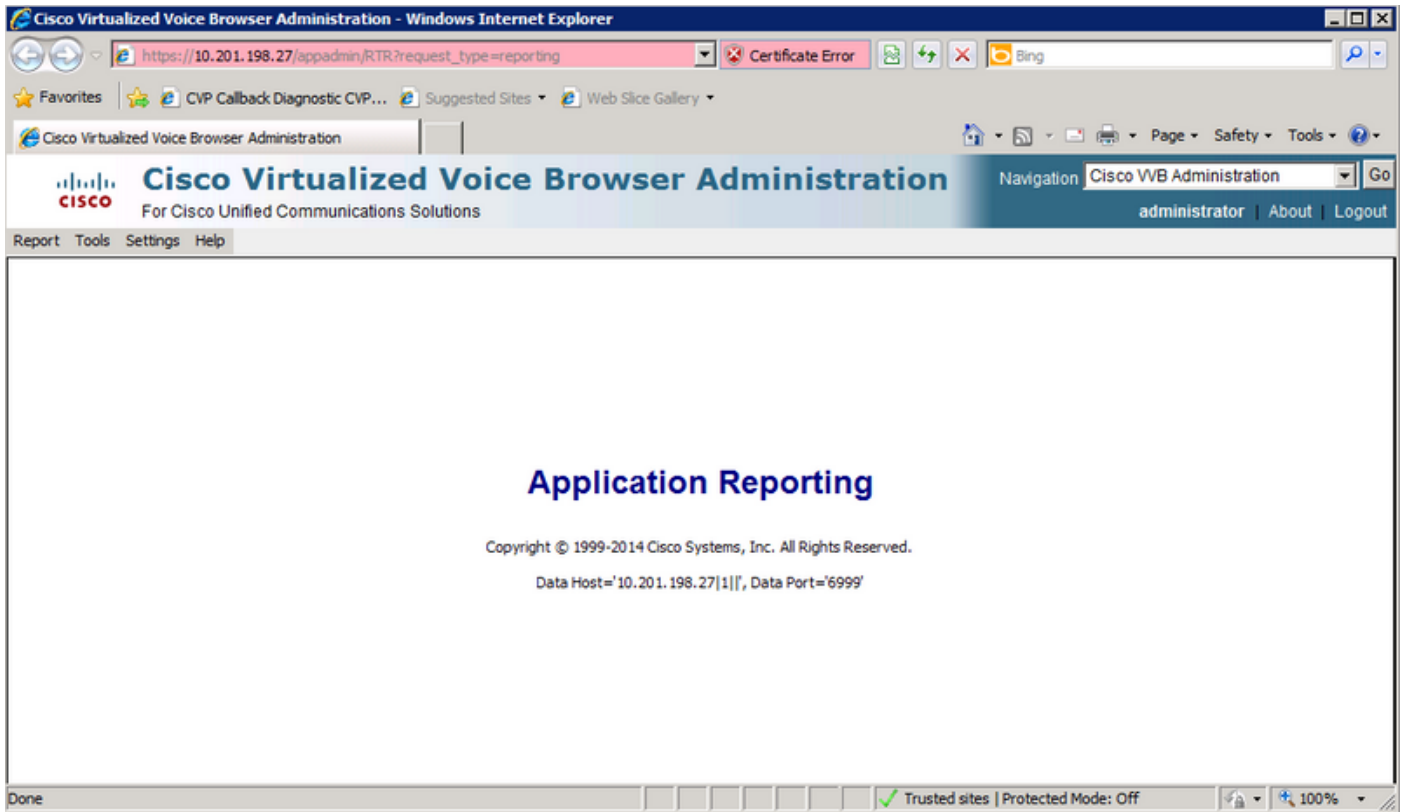 Cisco Virtualized Voice Browser Administration - Windows Internet Explorer
https://10.201.198.27/appadmin/RTR?request_type=reporting
Certificate Error
Bing
Favorites
CVP Callback Diagnostic CVP...
Suggested Sites
Web Slice Gallery
Cisco Virtualized Voice Browser Administration
Page
Safety
Tools
CISCO
Cisco Virtualized Voice Browser Administration
For Cisco Unified Communications Solutions
Navigation
Cisco VVB Administration
Go
administrator | About | Logout
Report Tools Settings Help
Application Reporting
Copyright © 1999-2014 Cisco Systems, Inc. All Rights Reserved.
Data Host='10.201.198.27|1||', Data Port='6999'
Done
Trusted sites | Protected Mode: Off
100%